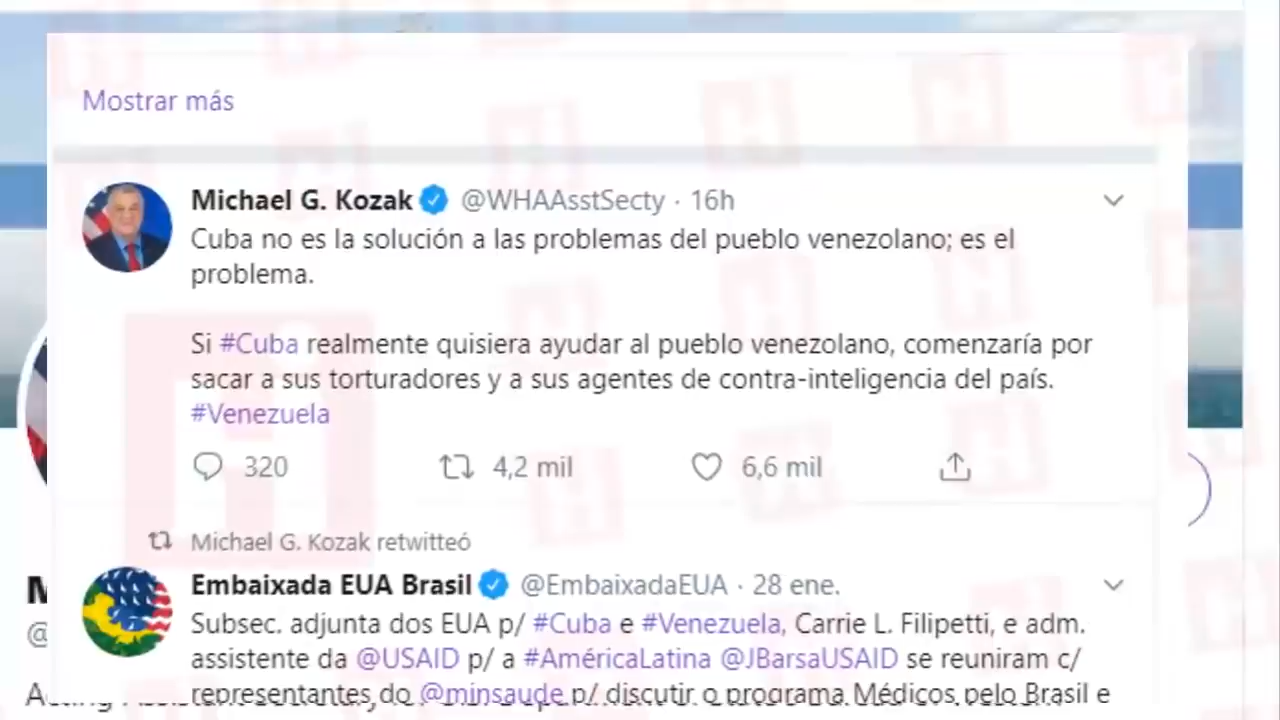 Mostrar más
Michael G. Kozak @WHAAsstSecty · 16h
Cuba no es la solución a las problemas del pueblo venezolano; es el
problema.
Si #Cuba realmente quisiera ayudar al pueblo venezolano, comenzaría por
sacar a sus torturadores y a sus agentes de contra-inteligencia del país.
#Venezuela
320 4,2 mil 6,6 mil
Michael G. Kozak retwitteó
Embaixada EUA Brasil @EmbaixadaEUA · 28 ene.
Subsec. adjunta dos EUA p/ #Cuba e #Venezuela, Carrie L. Filipetti, e adm.
assistente da @USAID p/ a #AméricaLatina @JBarsaUSAID se reuniram c/
representantes do @minsaude p/ discutir o programa Médicos pelo Brasil e
M
@